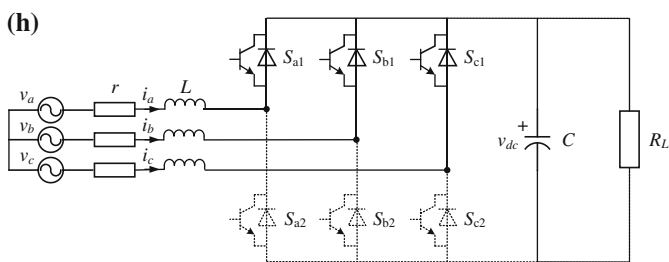 (h)
v_a r i_a L S_a1 S_b1 S_c1
v_b i_b + v_dc C R_L
v_c i_c
S_a2 S_b2 S_c2